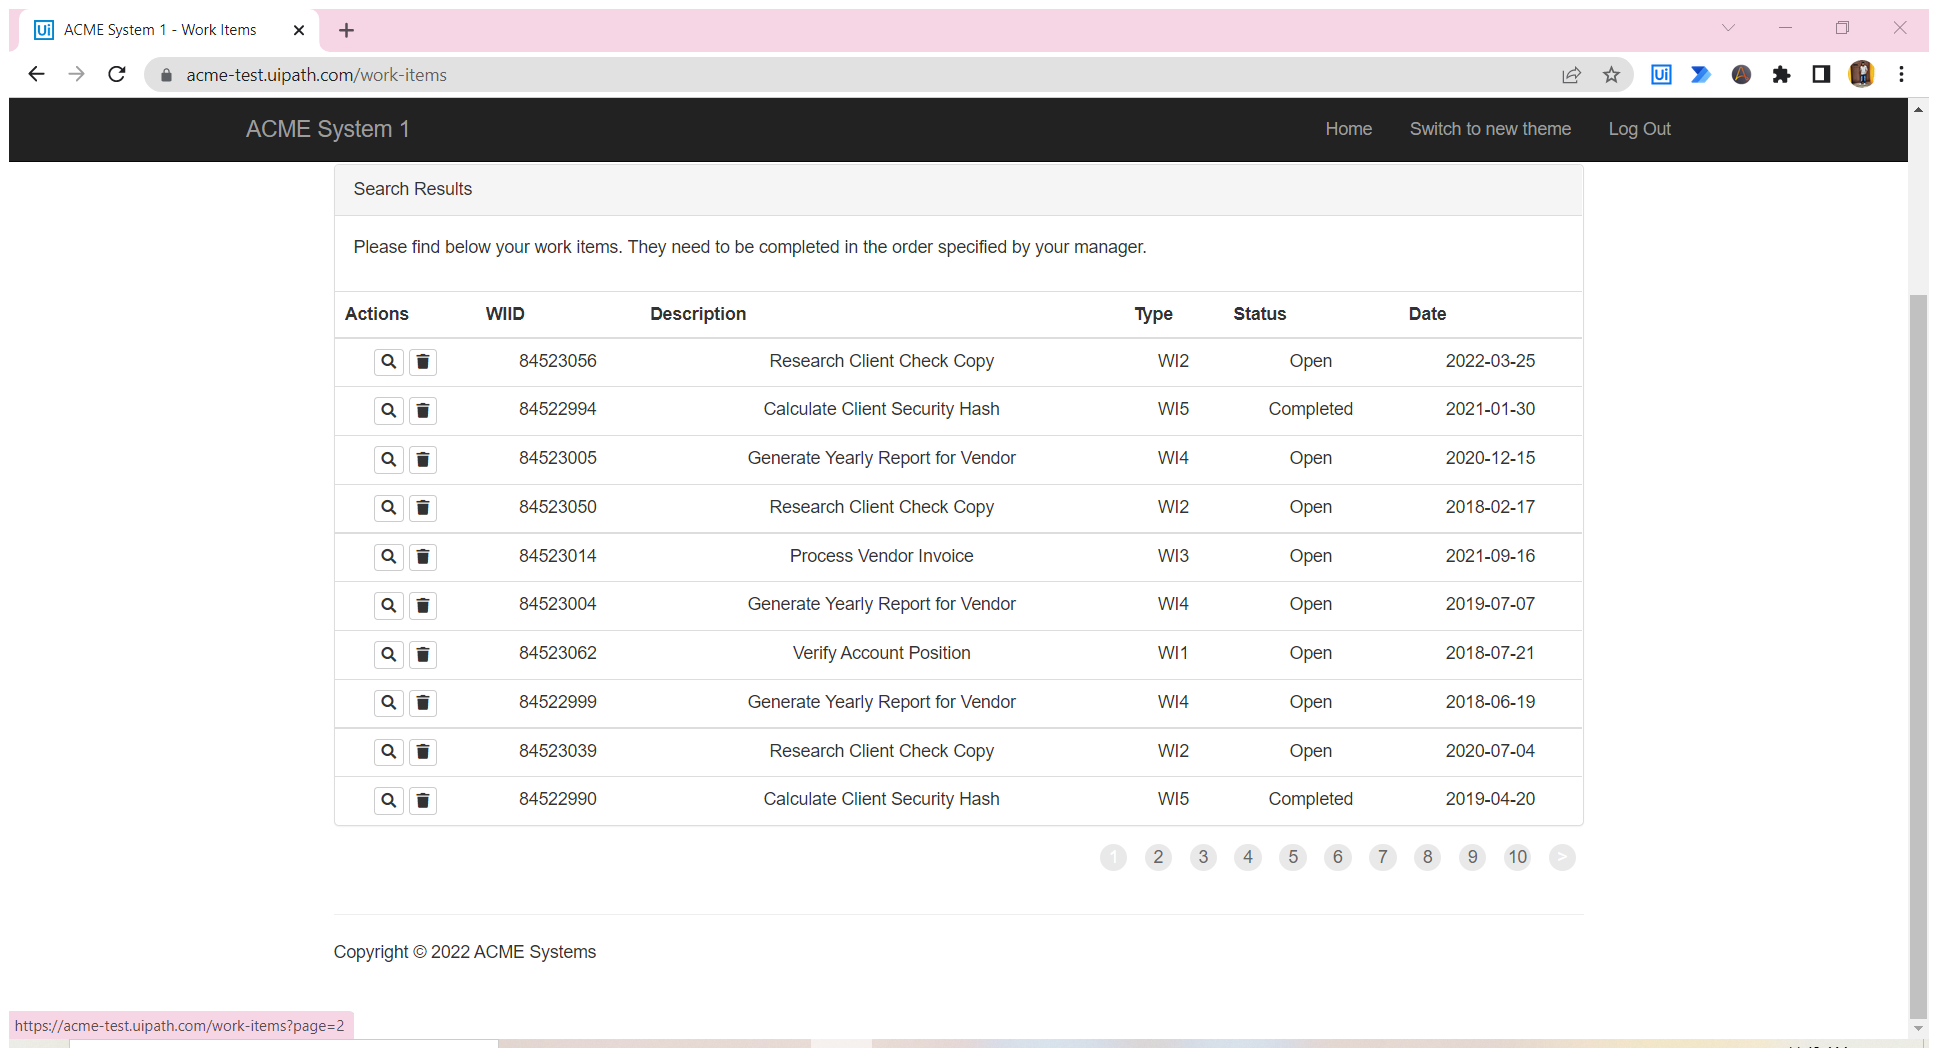 Ui ACME System 1 - Work Items
acme-test.uipath.com/work-items Ui
ACME System 1 Home Switch to new theme Log Out
Search Results
Please find below your work items. They need to be completed in the order specified by your manager.
Actions WIID Description Type Status Date
84523056 Research Client Check Copy WI2 Open 2022-03-25
84522994 Calculate Client Security Hash WI5 Completed 2021-01-30
84523005 Generate Yearly Report for Vendor WI4 Open 2020-12-15
84523050 Research Client Check Copy WI2 Open 2018-02-17
84523014 Process Vendor Invoice WI3 Open 2021-09-16
84523004 Generate Yearly Report for Vendor WI4 Open 2019-07-07
84523062 Verify Account Position WI1 Open 2018-07-21
84522999 Generate Yearly Report for Vendor WI4 Open 2018-06-19
84523039 Research Client Check Copy WI2 Open 2020-07-04
84522990 Calculate Client Security Hash WI5 Completed 2019-04-20
1 2 3 4 5 6 7 8 9 10 >
Copyright © 2022 ACME Systems
https://acme-test.uipath.com/work-items?page=2